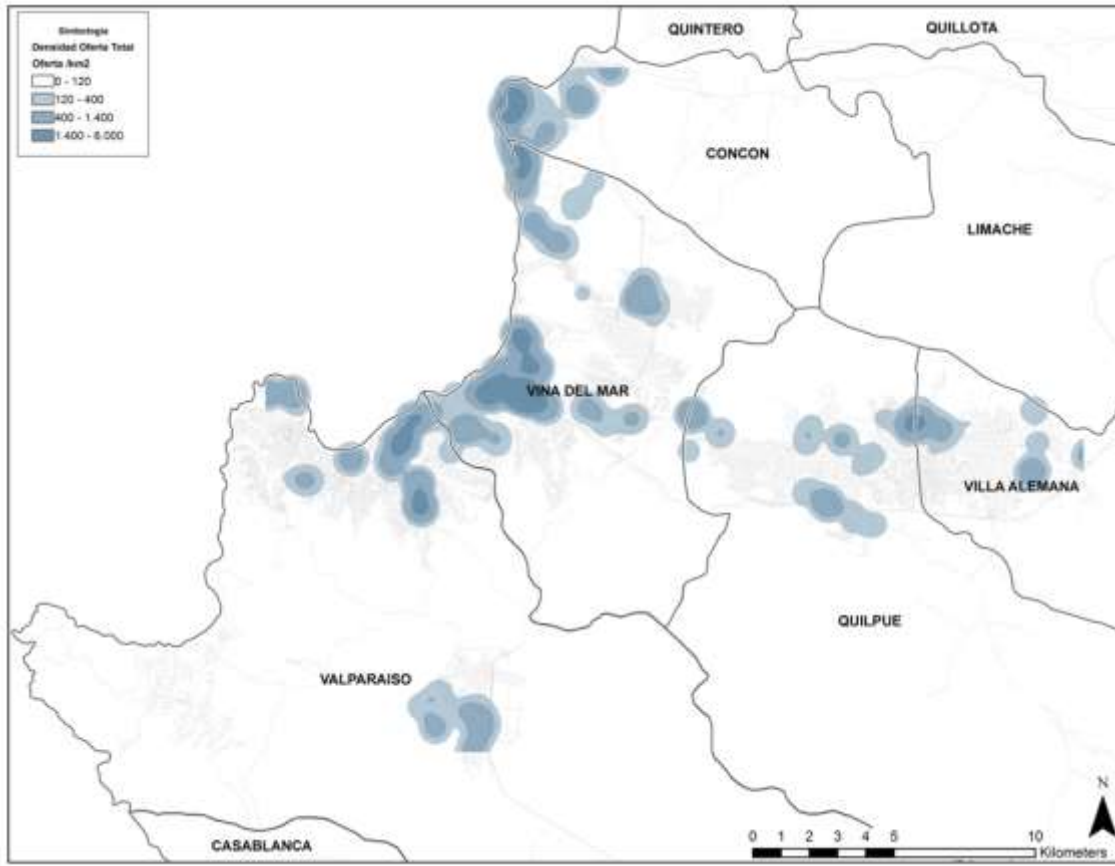 Simbología
Densidad Oferta Total
Oferta /km2
0 - 120
120 - 400
400 - 1.400
1.400 - 6.000
QUINTERO
QUILLOTA
CONCON
LIMACHE
VINA DEL MAR
VILLA ALEMANA
QUILPUE
VALPARAISO
CASABLANCA
N
0 1 2 3 4 5 10
Kilometers